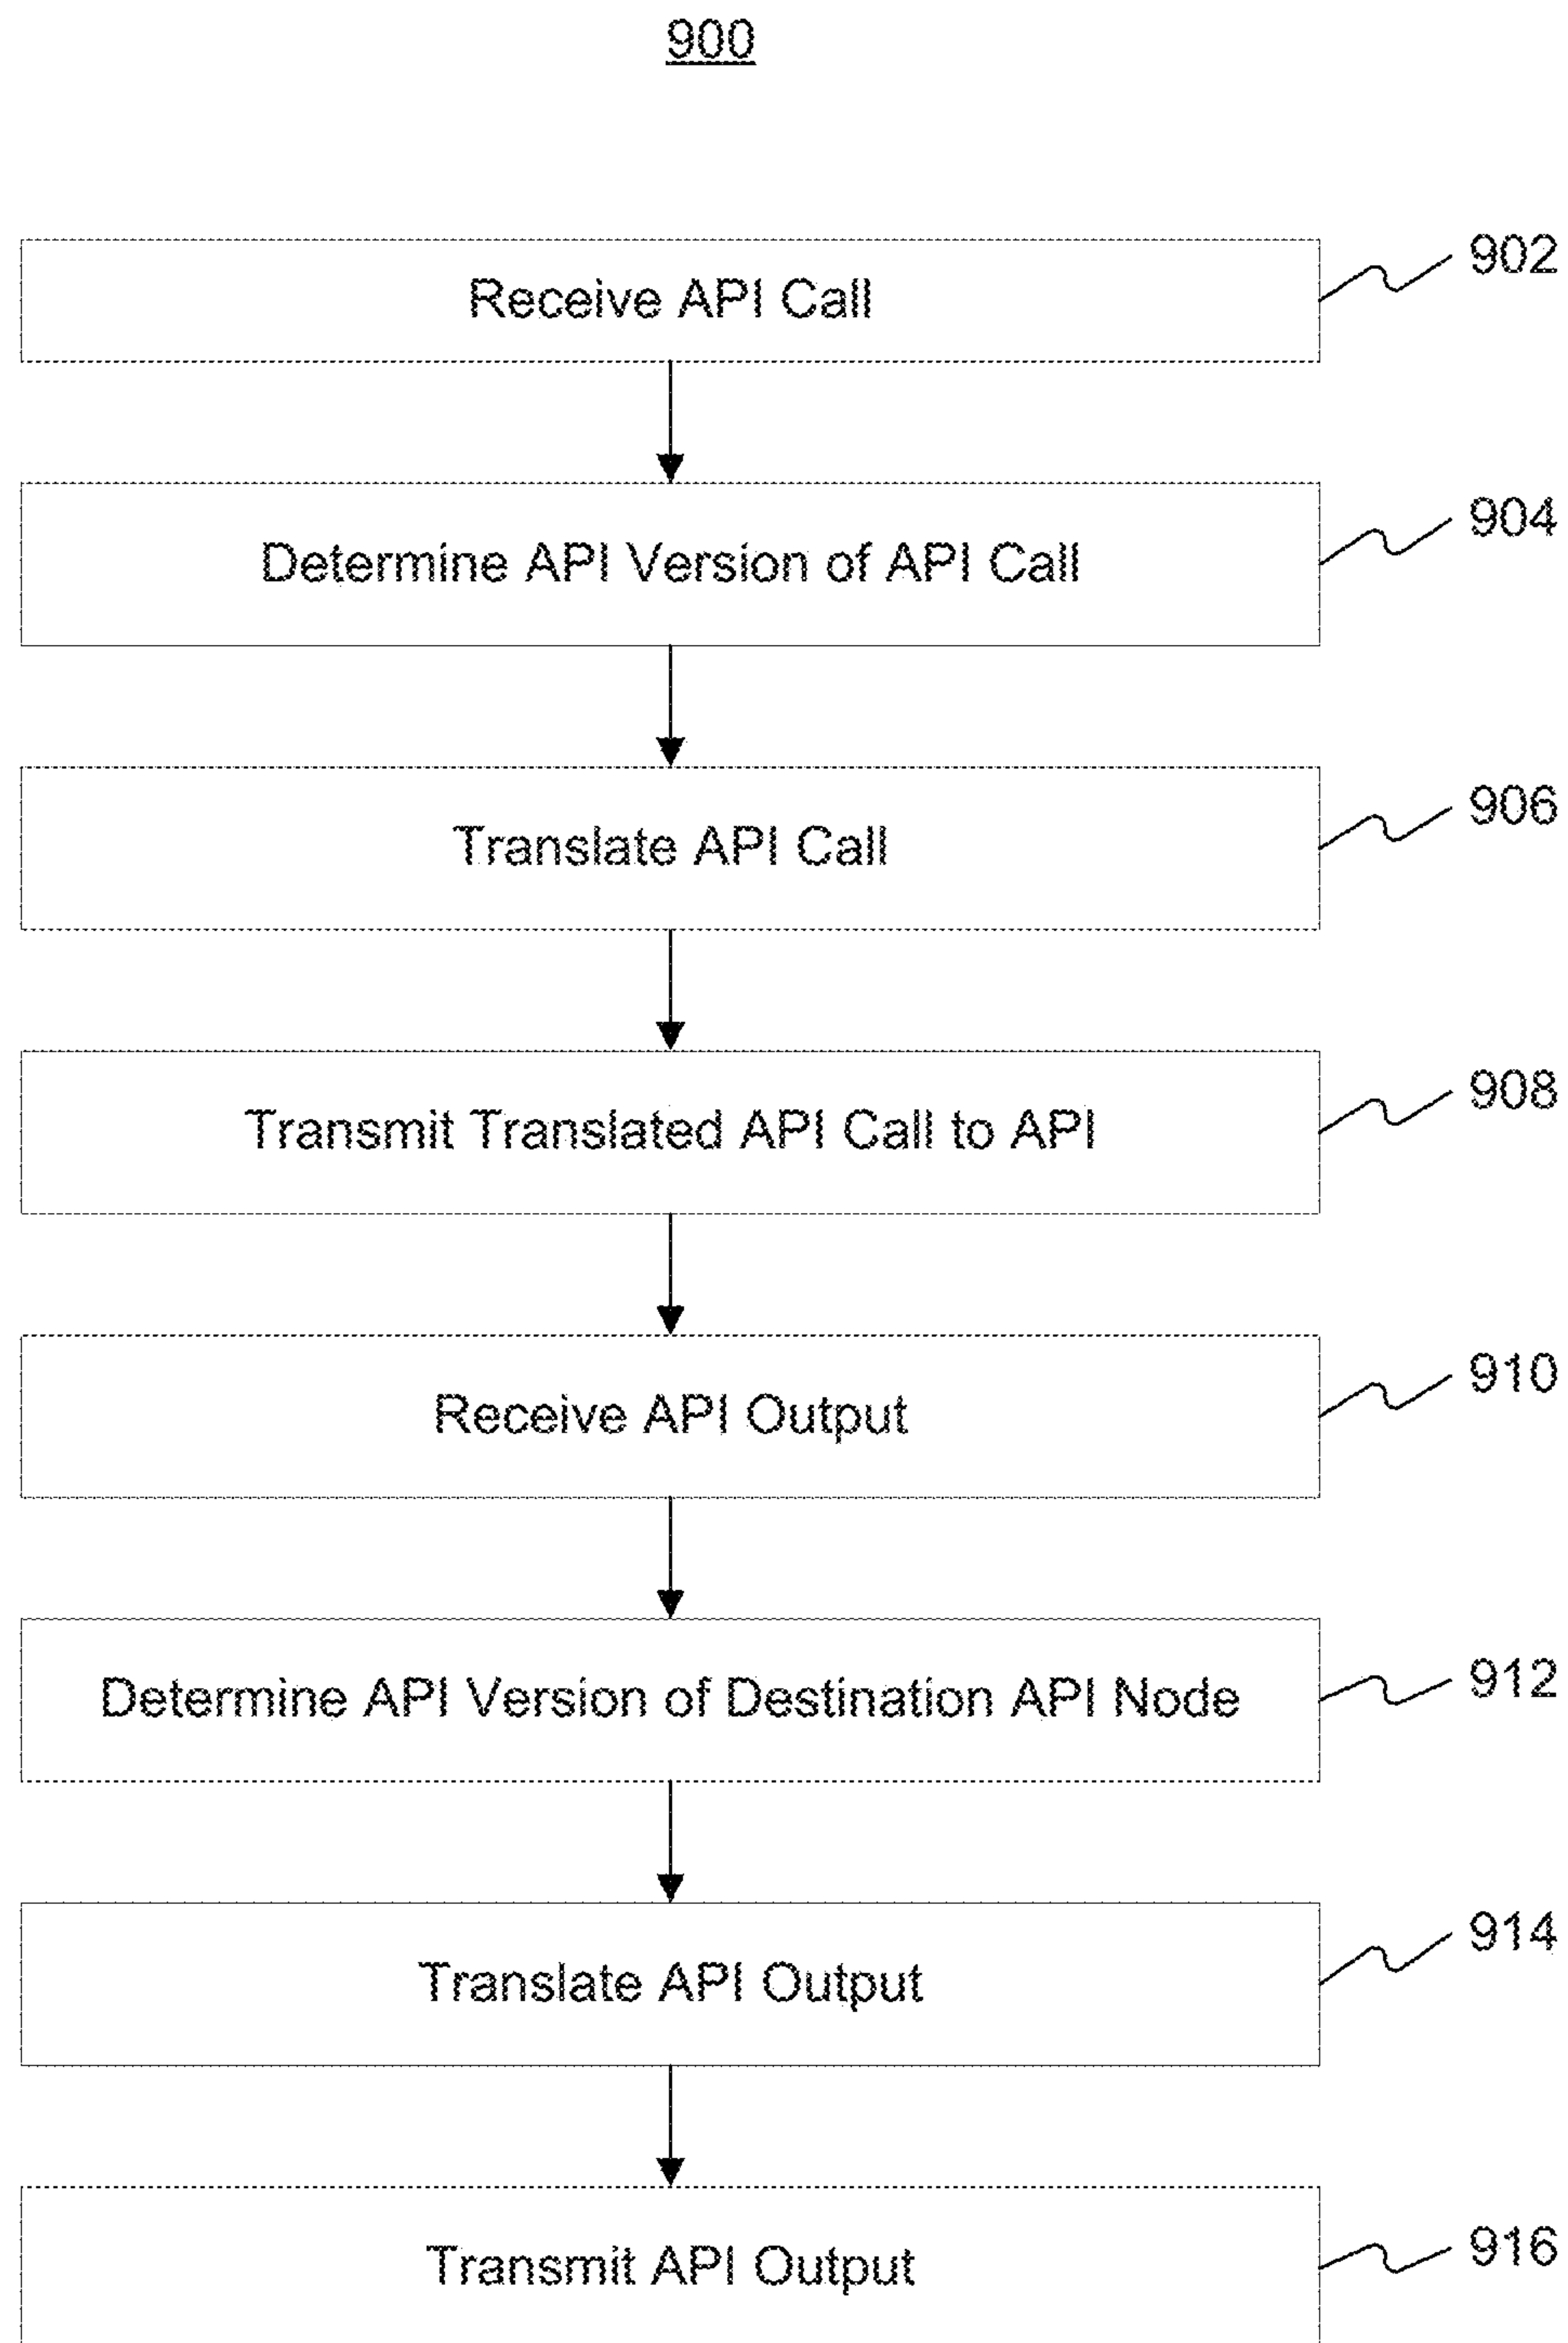 900
Receive API Call
902
Determine API Version of API Call
904
Translate API Call
906
Transmit Translated API Call to API
908
Receive API Output
910
Determine API Version of Destination API Node
912
Translate API Output
914
Transmit API Output
916